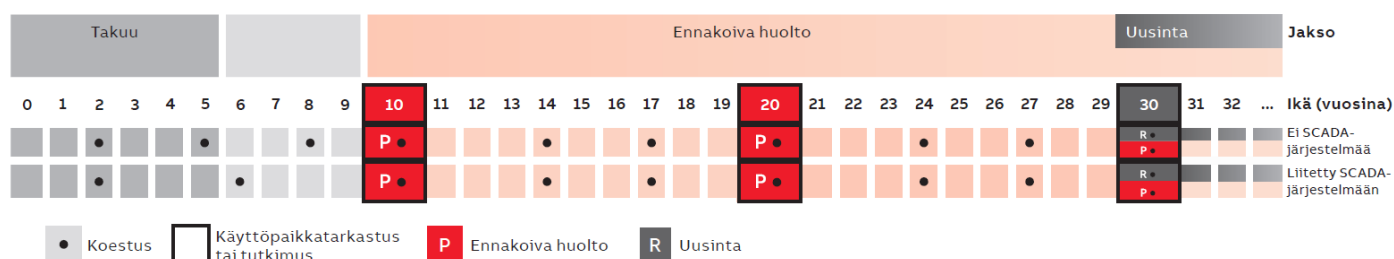 Takuu Ennakoiva huolto Uusinta Jakso
0 1 2 3 4 5 6 7 8 9 10 11 12 13 14 15 16 17 18 19 20 21 22 23 24 25 26 27 28 29 30 31 32 ... Ikä (vuosina)
P P R Ei SCADA-
P järjestelmää
P P R Liitetty SCADA-
P järjestelmään
Koestus
Käyttöpaikkatarkastus
tai tutkimus
P Ennakoiva huolto
R Uusinta